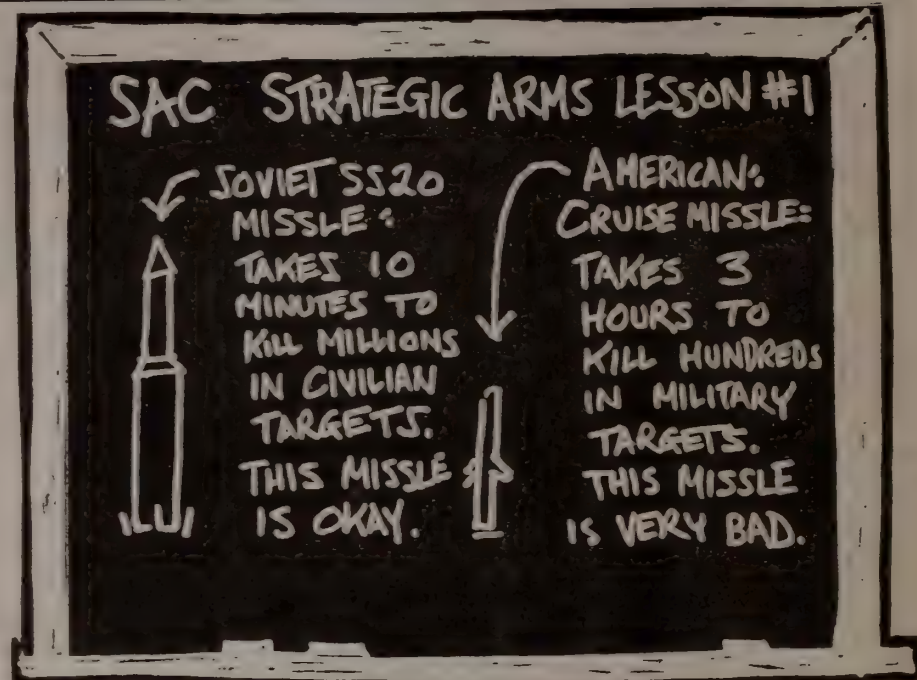 SAC STRATEGIC ARMS LESSON #1
SOVIET SS20
MISSLE:
TAKES 10
MINUTES TO
KILL MILLIONS
IN CIVILIAN
TARGETS.
THIS MISSLE
IS OKAY.
AMERICAN:
CRUISE MISSLE:
TAKES 3
HOURS TO
KILL HUNDREDS
IN MILITARY
TARGETS.
THIS MISSLE
IS VERY BAD.